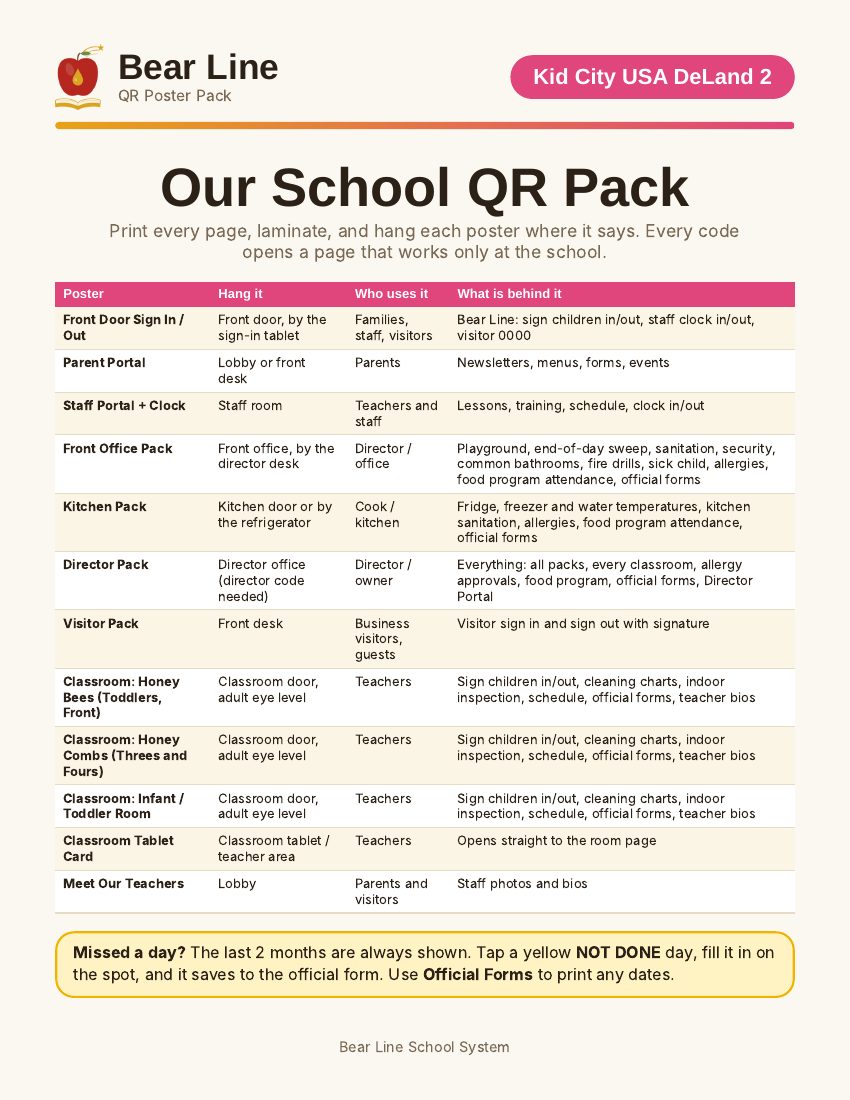 Bear Line
QR Poster Pack
Kid City USA DeLand 2
Our School QR Pack
Print every page, laminate, and hang each poster where it says. Every code
opens a page that works only at the school.
Poster Hang it Who uses it What is behind it
Front Door Sign In / Front door, by the Families, Bear Line: sign children in/out, staff clock in/out,
Out sign-in tablet staff, visitors visitor 0000
Parent Portal Lobby or front Parents Newsletters, menus, forms, events
desk
Staff Portal + Clock Staff room Teachers and Lessons, training, schedule, clock in/out
staff
Front Office Pack Front office, by the Director / Playground, end-of-day sweep, sanitation, security,
director desk office common bathrooms, fire drills, sick child, allergies,
food program attendance, official forms
Kitchen Pack Kitchen door or by Cook / Fridge, freezer and water temperatures, kitchen
the refrigerator kitchen sanitation, allergies, food program attendance,
official forms
Director Pack Director office Director / Everything: all packs, every classroom, allergy
(director code owner approvals, food program, official forms, Director
needed) Portal
Visitor Pack Front desk Business Visitor sign in and sign out with signature
visitors,
guests
Classroom: Honey Classroom door, Teachers Sign children in/out, cleaning charts, indoor
Bees (Toddlers, adult eye level inspection, schedule, official forms, teacher bios
Front)
Classroom: Honey Classroom door, Teachers Sign children in/out, cleaning charts, indoor
Combs (Threes and adult eye level inspection, schedule, official forms, teacher bios
Fours)
Classroom: Infant / Classroom door, Teachers Sign children in/out, cleaning charts, indoor
Toddler Room adult eye level inspection, schedule, official forms, teacher bios
Classroom Tablet Classroom tablet / Teachers Opens straight to the room page
Card teacher area
Meet Our Teachers Lobby Parents and Staff photos and bios
visitors
Missed a day? The last 2 months are always shown. Tap a yellow NOT DONE day, fill it in on
the spot, and it saves to the official form. Use Official Forms to print any dates.
Bear Line School System